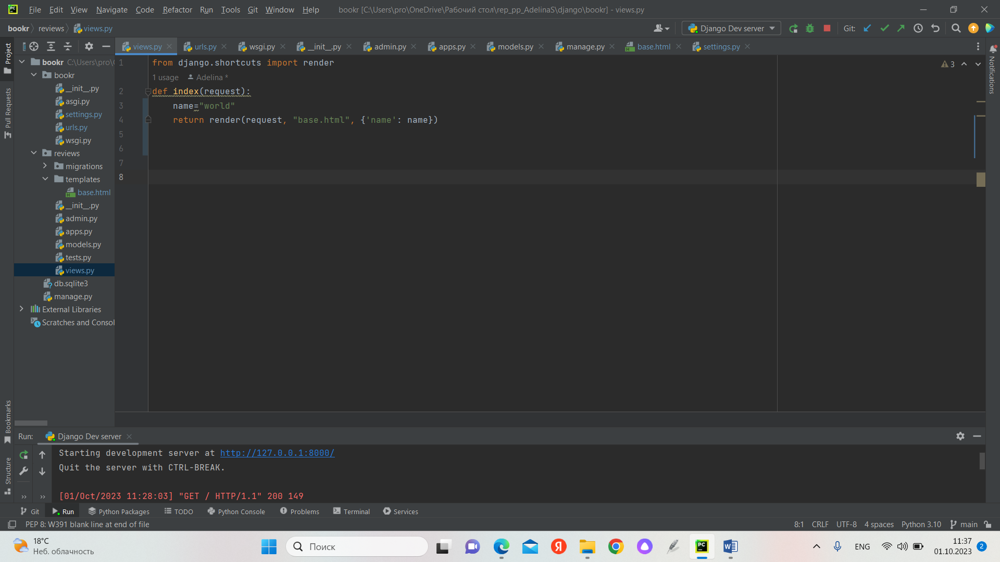 File Edit View Navigate Code Refactor Run Tools Git Window Help bookr [C:\Users\pro\OneDrive\Рабочий стол\rep_pp_AdelinaS\django\bookr] - views.py
bookr reviews views.py
Django Dev server Git:
views.py urls.py wsgi.py __init__.py admin.py apps.py models.py manage.py base.html settings.py
Project
Pull Requests
Bookmarks
Structure
Notifications
bookr C:\Users\pro\
bookr
__init__.py
asgi.py
settings.py
urls.py
wsgi.py
reviews
migrations
templates
base.html
__init__.py
admin.py
apps.py
models.py
tests.py
views.py
db.sqlite3
manage.py
External Libraries
Scratches and Consol
1 from django.shortcuts import render
1 usage Adelina *
2 def index(request):
3 name="world"
4 return render(request, "base.html", {'name': name})
5
6
7
8
3
Run: Django Dev server
Starting development server at http://127.0.0.1:8000/
Quit the server with CTRL-BREAK.
[01/Oct/2023 11:28:03] "GET / HTTP/1.1" 200 149
Git Run Python Packages TODO Python Console Problems Terminal Services
PEP 8: W391 blank line at end of file 8:1 CRLF UTF-8 4 spaces Python 3.10 main
18°C
Неб. облачность
Поиск
ENG
11:37
01.10.2023
2